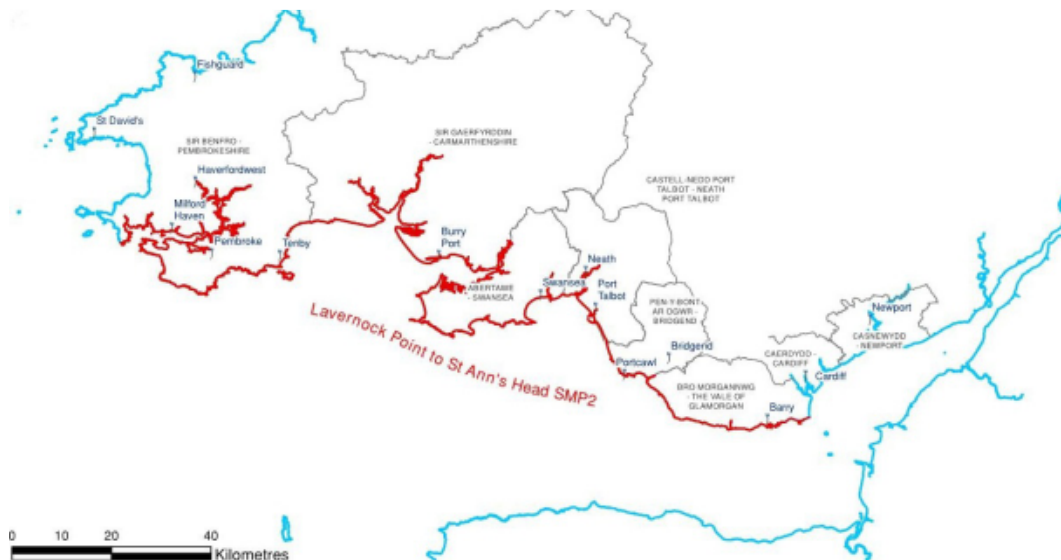 Fishguard
St David's
SIR BENFRO -
PEMBROKESHIRE
Haverfordwest
Milford
Haven
Pembroke
Tenby
SIR GAERFYRDDIN
- CARMARTHENSHIRE
Burry
Port
ABERTAWE
- SWANSEA
Swansea
CASTELL-NEDD PORT
TALBOT - NEATH
PORT TALBOT
Neath
Port
Talbot
PEN-Y-BONT
AR OGWR -
BRIDGEND
Bridgend
Portcawl
BRO MORGANNWG
- THE VALE OF
GLAMORGAN
Barry
CAERDYDD -
CARDIFF
Cardiff
Newport
CASNEWYDD
- NEWPORT
Lavernock Point to St Ann's Head SMP2
0 10 20 40
Kilometres